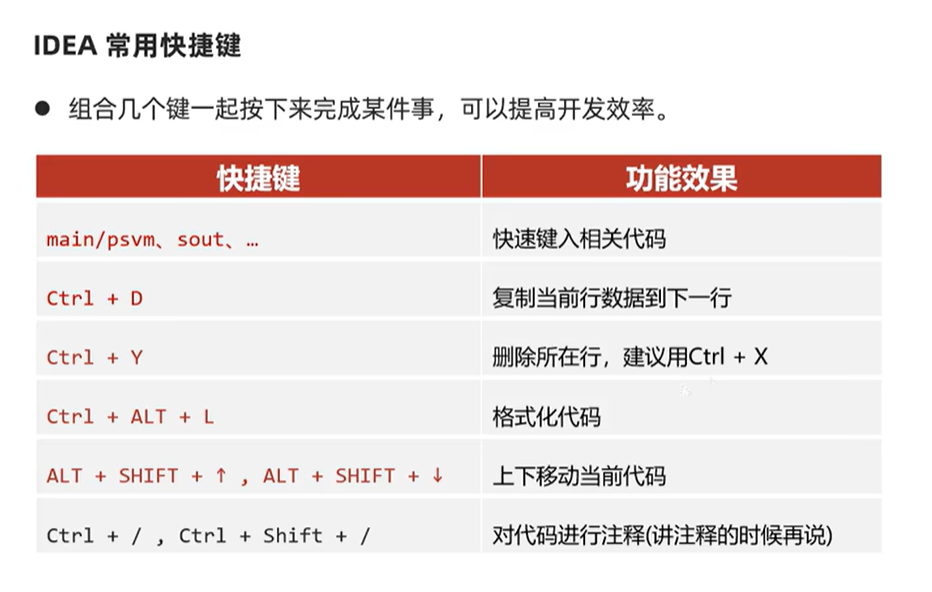 IDEA 常用快捷键
● 组合几个键一起按下来完成某件事，可以提高开发效率。
快捷键 功能效果
main/psvm、sout、… 快速键入相关代码
Ctrl + D 复制当前行数据到下一行
Ctrl + Y 删除所在行，建议用Ctrl + X
Ctrl + ALT + L 格式化代码
ALT + SHIFT + ↑ , ALT + SHIFT + ↓ 上下移动当前代码
Ctrl + / , Ctrl + Shift + / 对代码进行注释(讲注释的时候再说)